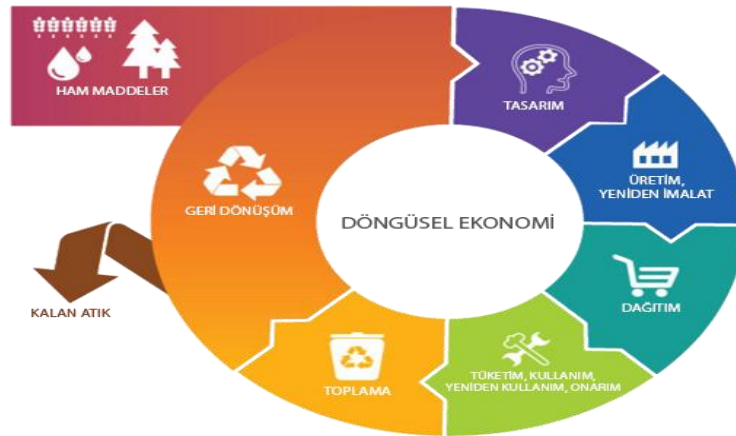 HAM MADDELER
TASARIM
ÜRETİM,
YENİDEN İMALAT
DAĞITIM
TÜKETİM, KULLANIM,
YENİDEN KULLANIM, ONARIM
TOPLAMA
GERİ DÖNÜŞÜM
KALAN ATIK
DÖNGÜSEL EKONOMİ